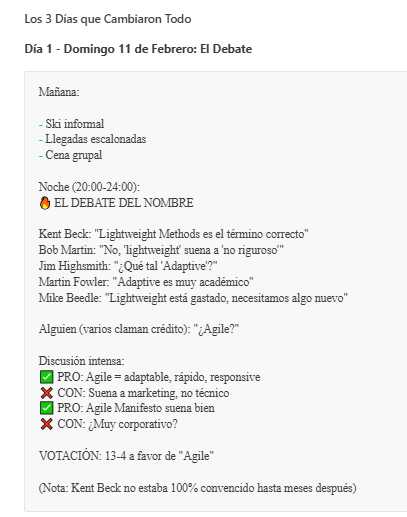 Los 3 Días que Cambiaron Todo
Día 1 - Domingo 11 de Febrero: El Debate
Mañana:
- Ski informal
- Llegadas escalonadas
- Cena grupal
Noche (20:00-24:00):
🔥 EL DEBATE DEL NOMBRE
Kent Beck: "Lightweight Methods es el término correcto"
Bob Martin: "No, 'lightweight' suena a 'no riguroso'"
Jim Highsmith: "¿Qué tal 'Adaptive'?"
Martin Fowler: "Adaptive es muy académico"
Mike Beedle: "Lightweight está gastado, necesitamos algo nuevo"
Alguien (varios claman crédito): "¿Agile?"
Discusión intensa:
✅ PRO: Agile = adaptable, rápido, responsive
❌ CON: Suena a marketing, no técnico
✅ PRO: Agile Manifesto suena bien
❌ CON: ¿Muy corporativo?
VOTACIÓN: 13-4 a favor de "Agile"
(Nota: Kent Beck no estaba 100% convencido hasta meses después)